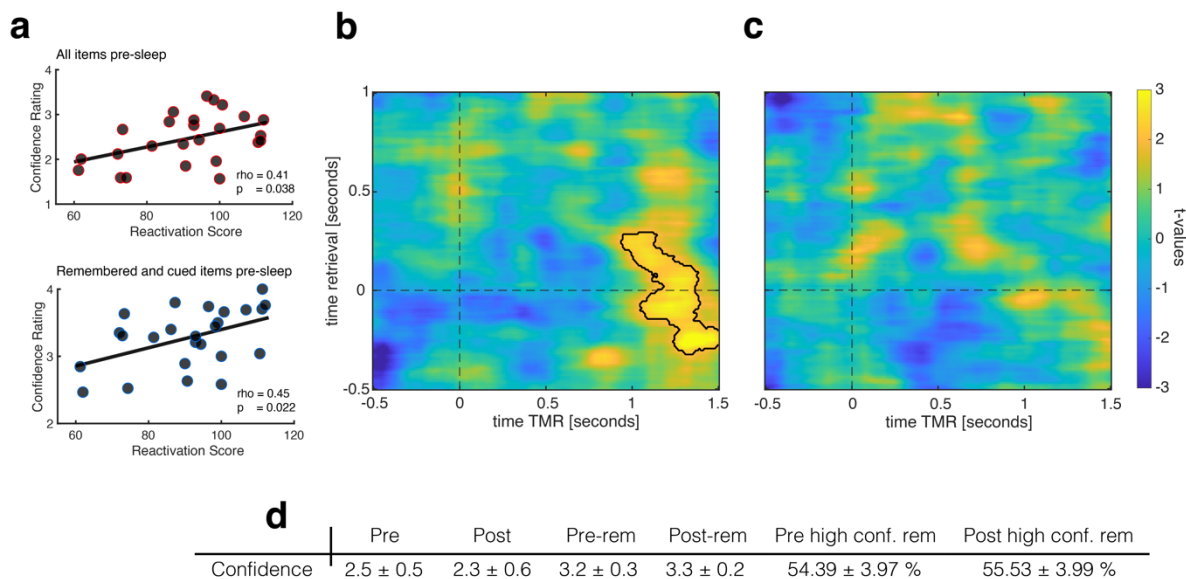 a
All items pre-sleep
Confidence Rating
4
3
2
1
rho = 0.41
p = 0.038
60
80
100
120
Reactivation Score
Remembered and cued items pre-sleep
Confidence Rating
4
3
2
rho = 0.45
p = 0.022
60
80
100
120
Reactivation Score
b
time retrieval [seconds]
1
0.5
0
-0.5
-0.5
0
0.5
1
1.5
time TMR [seconds]
c
-0.5
0
0.5
1
1.5
time TMR [seconds]
3
2
1
0
-1
-2
-3
t-values
d
Pre Post Pre-rem Post-rem Pre high conf. rem Post high conf. rem
Confidence 2.5 ± 0.5 2.3 ± 0.6 3.2 ± 0.3 3.3 ± 0.2 54.39 ± 3.97 % 55.53 ± 3.99 %